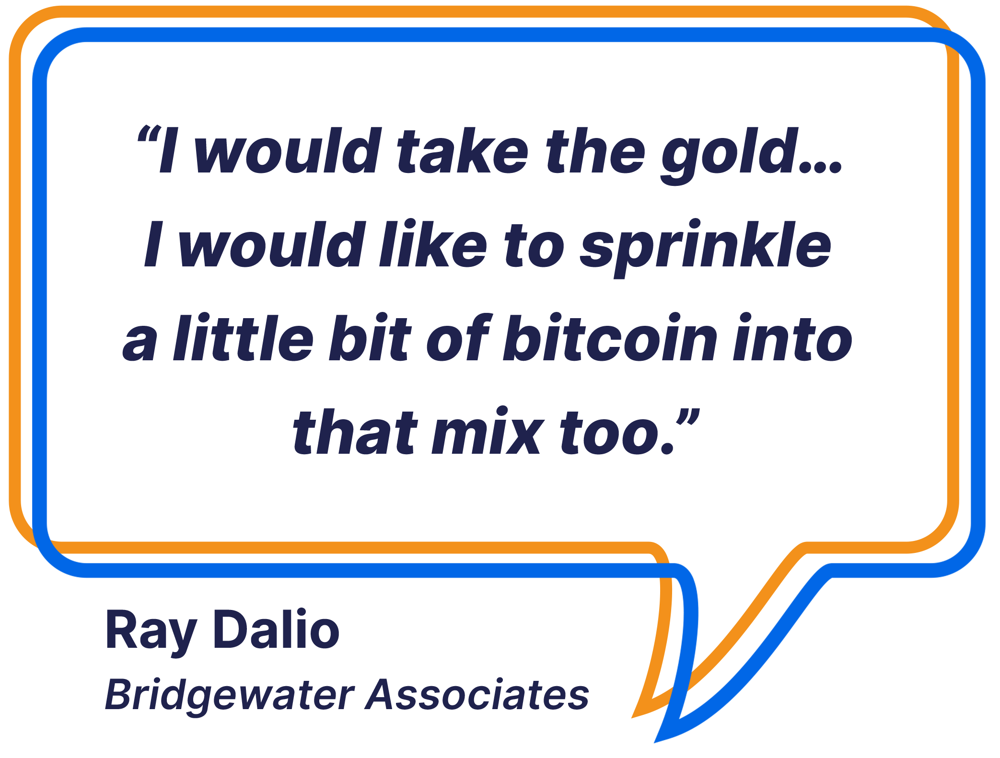 “I would take the gold...
I would like to sprinkle
a little bit of bitcoin into
that mix too.”
Ray Dalio
Bridgewater Associates